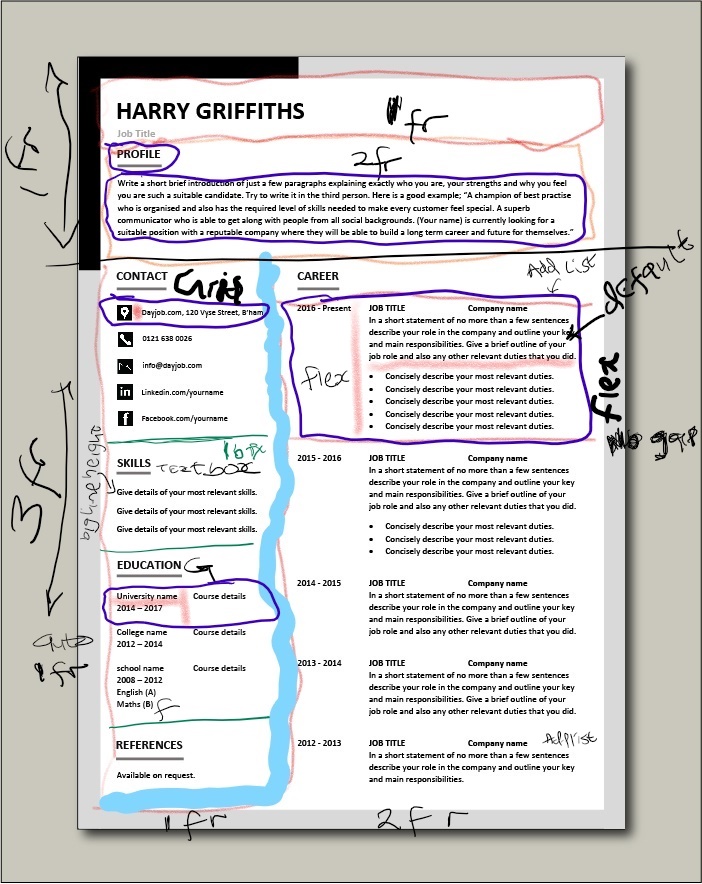 HARRY GRIFFITHS
1fr
Job Title
PROFILE
2fr
1fr
Write a short brief introduction of just a few paragraphs explaining exactly who you are, your strengths and why you feel
you are such a suitable candidate. Try to write it in the third person. Here is a good example; “A champion of best practise
who is organised and also has the required level of skills needed to make every customer feel special. A superb
communicator who is able to get along with people from all social backgrounds. (Your name) is currently looking for a
suitable position with a reputable company where they will be able to build a long term career and future for themselves.”
CONTACT
Dayjob.com, 120 Vyse Street, B'ham
0121 638 0026
info@dayjob.com
Linkedin.com/yourname
Facebook.com/yourname
16px
SKILLS
Text box
big line height
Give details of your most relevant skills.
Give details of your most relevant skills.
Give details of your most relevant skills.
3fr
EDUCATION
G
University name Course details
2014 – 2017
College name Course details
2012 – 2014
school name Course details
2008 – 2012
English (A)
Maths (B)
f
auto
1fr
REFERENCES
Available on request.
1fr
CAREER
Add List
default
2016 - Present JOB TITLE Company name
In a short statement of no more than a few sentences
describe your role in the company and outline your key
and main responsibilities. Give a brief outline of your
job role and also any other relevant duties that you did.
flex
flex
No gap
• Concisely describe your most relevant duties.
• Concisely describe your most relevant duties.
• Concisely describe your most relevant duties.
• Concisely describe your most relevant duties.
• Concisely describe your most relevant duties.
2015 - 2016 JOB TITLE Company name
In a short statement of no more than a few sentences
describe your role in the company and outline your key
and main responsibilities. Give a brief outline of your
job role and also any other relevant duties that you did.
• Concisely describe your most relevant duties.
• Concisely describe your most relevant duties.
• Concisely describe your most relevant duties.
2014 - 2015 JOB TITLE Company name
In a short statement of no more than a few sentences
describe your role in the company and outline your key
and main responsibilities. Give a brief outline of your
job role and also any other relevant duties that you did.
2013 - 2014 JOB TITLE Company name
In a short statement of no more than a few sentences
describe your role in the company and outline your key
and main responsibilities. Give a brief outline of your
job role and also any other relevant duties that you did.
2012 - 2013 JOB TITLE Company name
In a short statement of no more than a few sentences
describe your role in the company and outline your key
and main responsibilities.
2fr